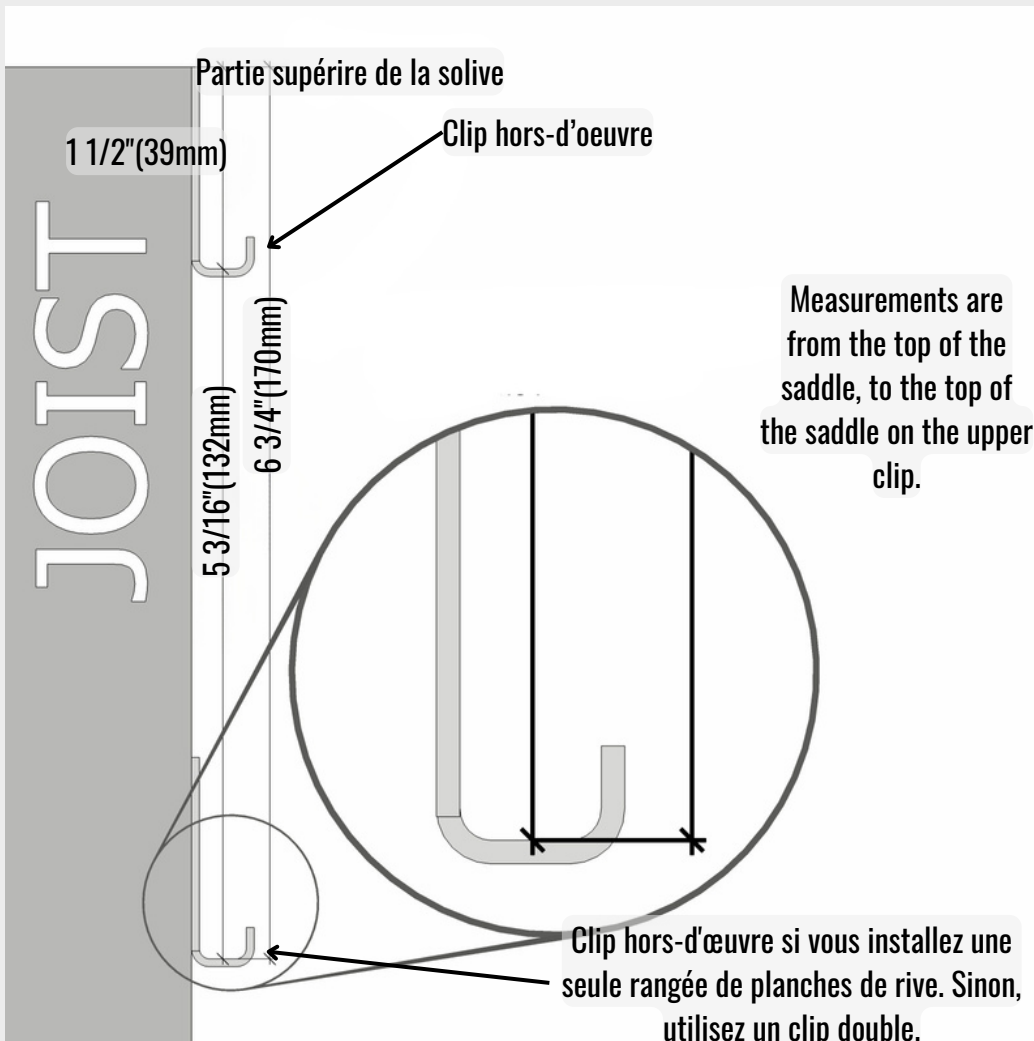 Partie supérire de la solive
1 1/2"(39mm)
Clip hors-d’oeuvre
JOIST
5 3/16"(132mm)
6 3/4"(170mm)
Measurements are
from the top of the
saddle, to the top of
the saddle on the upper
clip.
Clip hors-d'œuvre si vous installez une
seule rangée de planches de rive. Sinon,
utilisez un clip double.